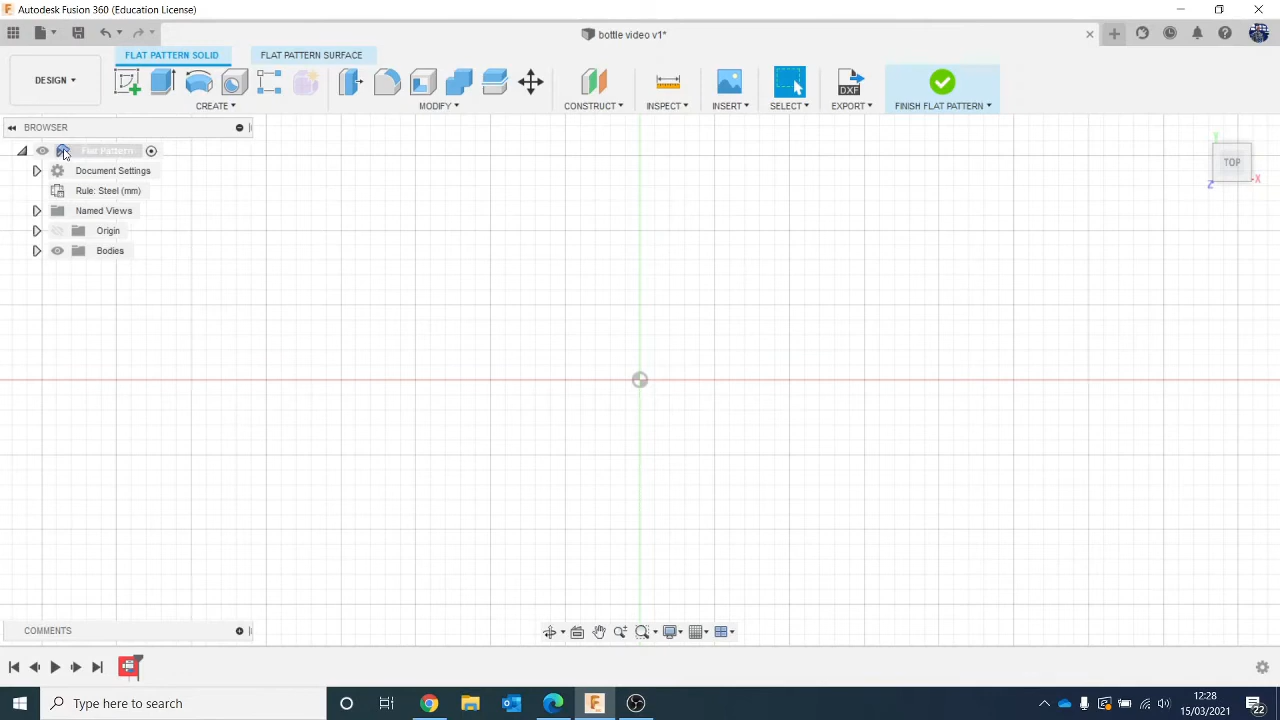 Autodesk Fusion 360 (Education License)
bottle video v1*
DESIGN
FLAT PATTERN SOLID
FLAT PATTERN SURFACE
CREATE
MODIFY
CONSTRUCT
INSPECT
INSERT
SELECT
DXF
EXPORT
FINISH FLAT PATTERN
BROWSER
Flat Pattern
Document Settings
Rule: Steel (mm)
Named Views
Origin
Bodies
TOP
Y
X
Z
COMMENTS
Type here to search
12:28
15/03/2021
22